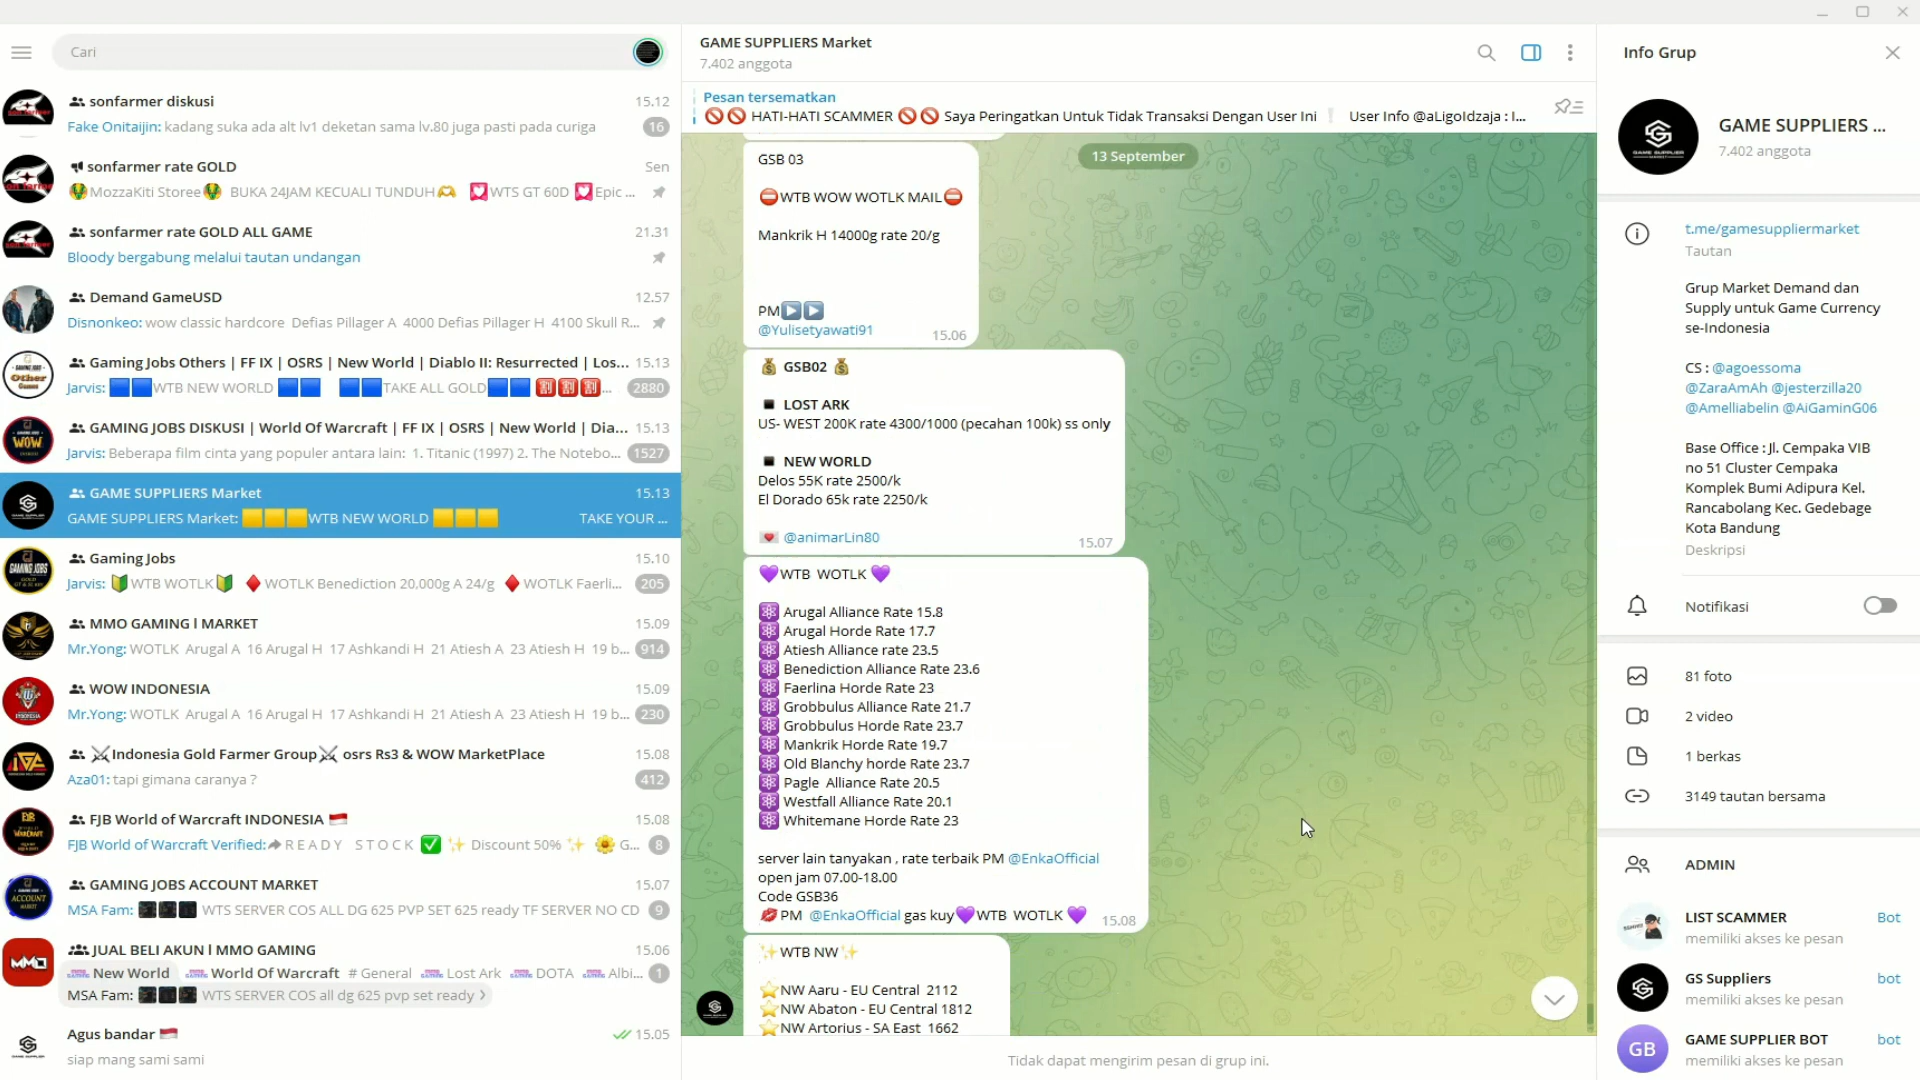 Cari
sonfarmer diskusi 15.12
Fake Onitaijin: kadang suka ada alt lv1 deketan sama lv.80 juga pasti pada curiga 16
sonfarmer rate GOLD Sen
🐲MozzaKiti Storee🐲 BUKA 24JAM KECUALI TUNDUH🫶 💟WTS GT 60D 💟Epic ...
sonfarmer rate GOLD ALL GAME 21.31
Bloody bergabung melalui tautan undangan
Demand GameUSD 12.57
Disnonkeo: wow classic hardcore Defias Pillager A 4000 Defias Pillager H 4100 Skull R...
Gaming Jobs Others | FF IX | OSRS | New World | Diablo II: Resurrected | Los... 15.13
Jarvis: 🟦🟦WTB NEW WORLD 🟦🟦 🟦🟦TAKE ALL GOLD🟦🟦 🈹🈹🈹... 2880
GAMING JOBS DISKUSI | World Of Warcraft | FF IX | OSRS | New World | Dia... 15.13
Jarvis: Beberapa film cinta yang populer antara lain: 1. Titanic (1997) 2. The Notebo... 1527
GAME SUPPLIERS Market 15.13
GAME SUPPLIERS Market: 🟨🟨🟨WTB NEW WORLD 🟨🟨🟨 TAKE YOUR ...
Gaming Jobs 15.10
Jarvis: 🔰WTB WOTLK🔰 ♦️WOTLK Benediction 20,000g A 24/g ♦️WOTLK Faerli... 205
MMO GAMING l MARKET 15.09
Mr.Yong: WOTLK Arugal A 16 Arugal H 17 Ashkandi H 21 Atiesh A 23 Atiesh H 19 b... 914
WOW INDONESIA 15.09
Mr.Yong: WOTLK Arugal A 16 Arugal H 17 Ashkandi H 21 Atiesh A 23 Atiesh H 19 b... 230
⚔Indonesia Gold Farmer Group⚔ osrs Rs3 & WOW MarketPlace 15.08
Aza01: tapi gimana caranya ? 412
FJB World of Warcraft INDONESIA 🇮🇩 15.08
FJB World of Warcraft Verified: R E A D Y S T O C K ✅ ✨ Discount 50% ✨ 🌼 G... 8
GAMING JOBS ACCOUNT MARKET 15.07
MSA Fam: WTS SERVER COS ALL DG 625 PVP SET 625 ready TF SERVER NO CD 9
JUAL BELI AKUN l MMO GAMING 15.06
New World World Of Warcraft # General Lost Ark DOTA Albi... 1
MSA Fam: WTS SERVER COS all dg 625 pvp set ready
Agus bandar 🇮🇩 15.05
siap mang sami sami
GAME SUPPLIERS Market
7.402 anggota
Pesan tersematkan
🚫🚫 HATI-HATI SCAMMER 🚫🚫 Saya Peringatkan Untuk Tidak Transaksi Dengan User Ini ❕ User Info @aLigoIdzaja : I...
13 September
GSB 03
⛔WTB WOW WOTLK MAIL⛔
Mankrik H 14000g rate 20/g
PM▶️▶️
@Yulisetyawati91 15.06
💰 GSB02 💰
◾ LOST ARK
US- WEST 200K rate 4300/1000 (pecahan 100k) ss only
◾ NEW WORLD
Delos 55K rate 2500/k
El Dorado 65k rate 2250/k
💌 @animarLin80 15.07
💜WTB WOTLK 💜
⚛️ Arugal Alliance Rate 15.8
⚛️ Arugal Horde Rate 17.7
⚛️ Atiesh Alliance rate 23.5
⚛️ Benediction Alliance Rate 23.6
⚛️ Faerlina Horde Rate 23
⚛️ Grobbulus Alliance Rate 21.7
⚛️ Grobbulus Horde Rate 23.7
⚛️ Mankrik Horde Rate 19.7
⚛️ Old Blanchy horde Rate 23.7
⚛️ Pagle Alliance Rate 20.5
⚛️ Westfall Alliance Rate 20.1
⚛️ Whitemane Horde Rate 23
server lain tanyakan , rate terbaik PM @EnkaOfficial
open jam 07.00-18.00
Code GSB36
💋PM @EnkaOfficial gas kuy💜WTB WOTLK 💜 15.08
✨WTB NW✨
⭐NW Aaru - EU Central 2112
⭐NW Abaton - EU Central 1812
⭐NW Artorius - SA East 1662
Tidak dapat mengirim pesan di grup ini.
Info Grup
GAME SUPPLIERS ...
7.402 anggota
t.me/gamesuppliermarket
Tautan
Grup Market Demand dan
Supply untuk Game Currency
se-Indonesia
CS : @agoessoma
@ZaraAmAh @jesterzilla20
@Amelliabelin @AiGaminG06
Base Office : Jl. Cempaka VIB
no 51 Cluster Cempaka
Komplek Bumi Adipura Kel.
Rancabolang Kec. Gedebage
Kota Bandung
Deskripsi
Notifikasi
81 foto
2 video
1 berkas
3149 tautan bersama
ADMIN
LIST SCAMMER Bot
memiliki akses ke pesan
GS Suppliers bot
memiliki akses ke pesan
GB
GAME SUPPLIER BOT bot
memiliki akses ke pesan